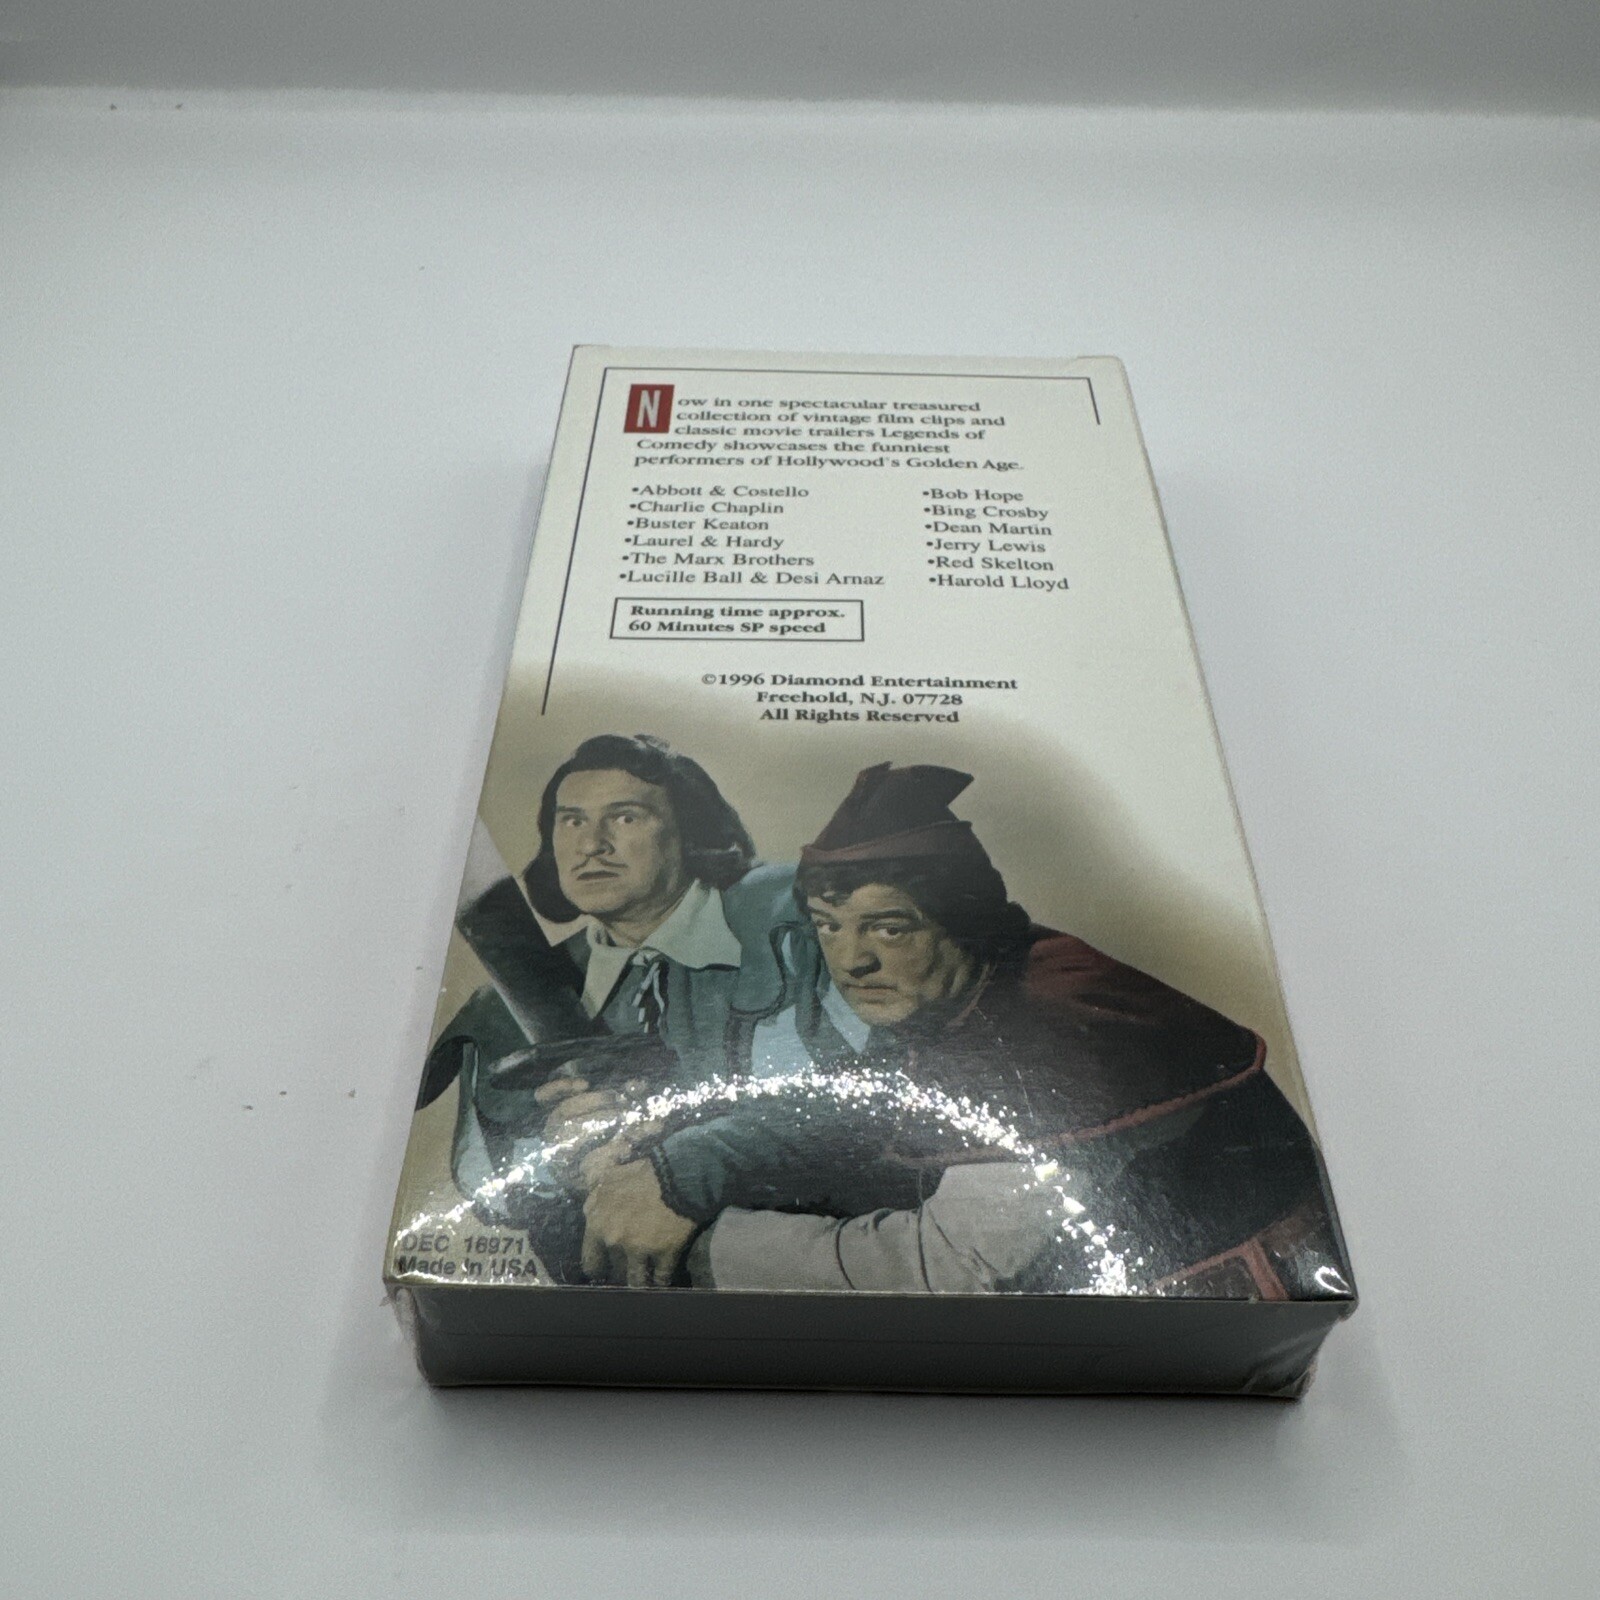 Now in one spectacular treasured
collection of vintage film clips and
classic movie trailers Legends of
Comedy showcases the funniest
performers of Hollywood's Golden Age.
•Abbott & Costello
•Charlie Chaplin
•Buster Keaton
•Laurel & Hardy
•The Marx Brothers
•Lucille Ball & Desi Arnaz
•Bob Hope
•Bing Crosby
•Dean Martin
•Jerry Lewis
•Red Skelton
•Harold Lloyd
Running time approx.
60 Minutes SP speed
©1996 Diamond Entertainment
Freehold, N.J. 07728
All Rights Reserved
DEC 16971
Made In USA